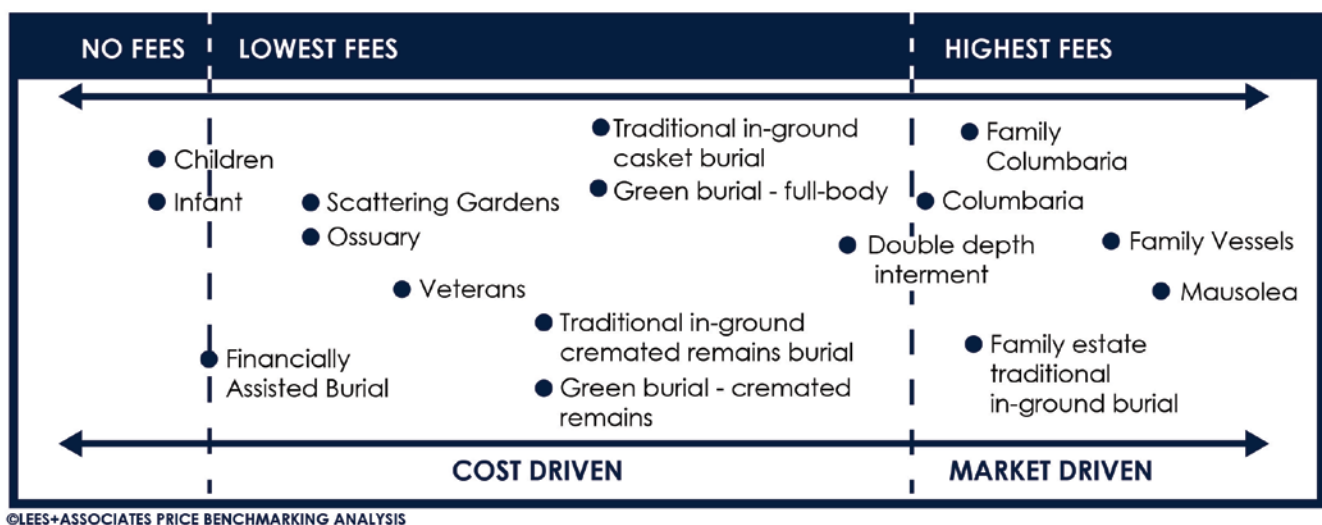 NO FEES
LOWEST FEES
HIGHEST FEES
Children
Infant
Scattering Gardens
Ossuary
Veterans
Financially
Assisted Burial
Traditional in-ground
casket burial
Green burial - full-body
Double depth
interment
Traditional in-ground
cremated remains burial
Green burial - cremated
remains
Family
Columbaria
Columbaria
Family Vessels
Mausolea
Family estate
traditional
in-ground burial
COST DRIVEN
MARKET DRIVEN
©LEES+ASSOCIATES PRICE BENCHMARKING ANALYSIS